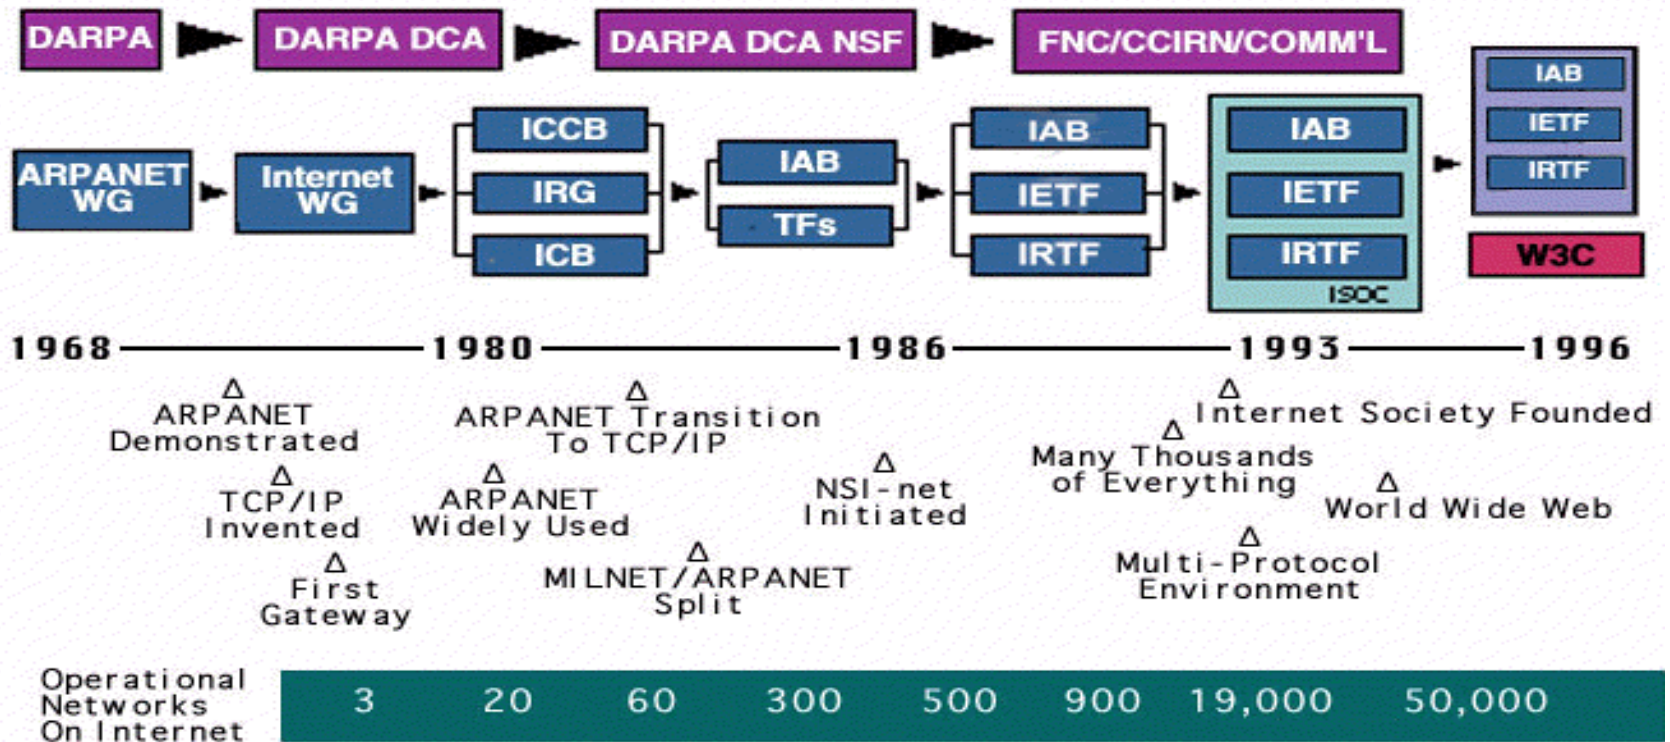 DARPA
DARPA DCA
DARPA DCA NSF
FNC/CCIRN/COMM'L
ARPANET
WG
Internet
WG
ICCB
IRG
ICB
IAB
TFs
IAB
IETF
IRTF
IAB
IETF
IRTF
ISOC
IAB
IETF
IRTF
W3C
1968
1980
1986
1993
1996
ARPANET
Demonstrated
TCP/IP
Invented
First
Gateway
ARPANET Transition
To TCP/IP
ARPANET
Widely Used
MILNET/ARPANET
Split
NSI-net
Initiated
Internet Society Founded
Many Thousands
of Everything
World Wide Web
Multi-Protocol
Environment
Operational
Networks
On Internet
3 20 60 300 500 900 19,000 50,000